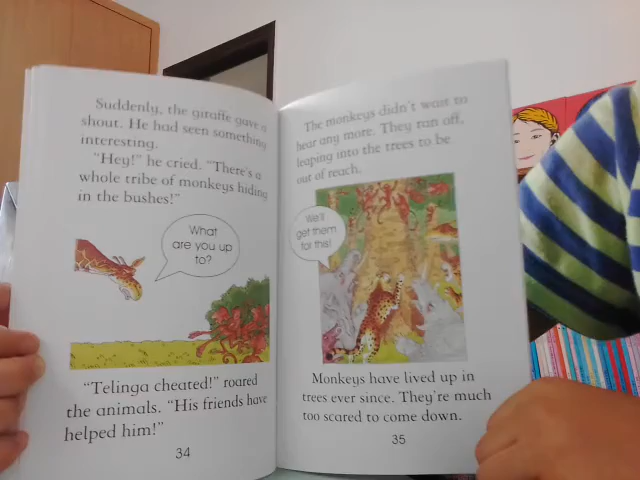 Suddenly, the giraffe gave a
shout. He had seen something
interesting.
"Hey!" he cried. "There's a
whole tribe of monkeys hiding
in the bushes!"
What
are you up
to?
"Telinga cheated!" roared
the animals. "His friends have
helped him!"
34
The monkeys didn't wait to
hear any more. They ran off,
leaping into the trees to be
out of reach.
We'll
get them
for this!
Monkeys have lived up in
trees ever since. They're much
too scared to come down.
35